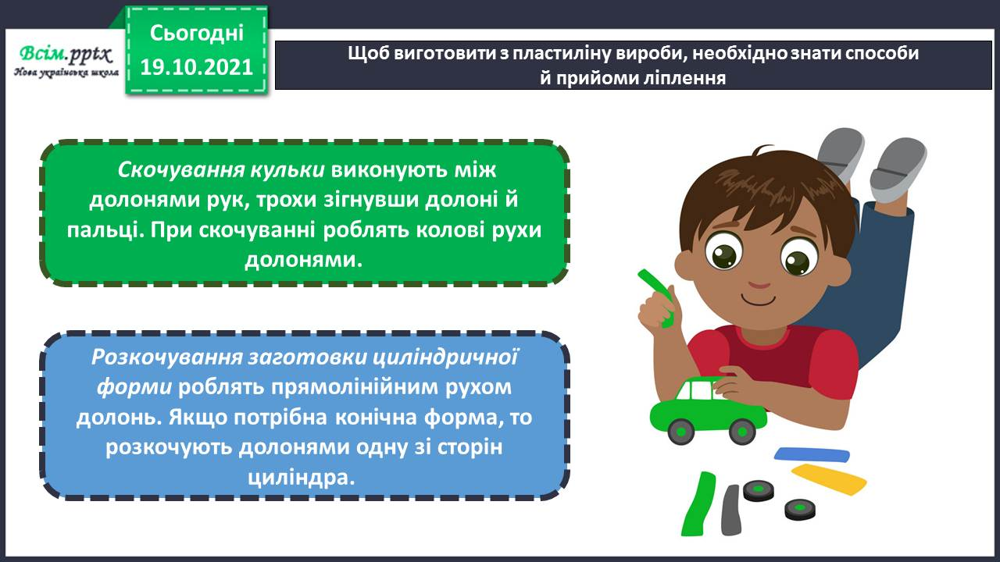 Всім.pptx
Нова українська школа
Сьогодні
19.10.2021
Щоб виготовити з пластиліну вироби, необхідно знати способи
й прийоми ліплення
Скочування кульки виконують між
долонями рук, трохи зігнувши долоні й
пальці. При скочуванні роблять колові рухи
долонями.
Розкочування заготовки циліндричної
форми роблять прямолінійним рухом
долонь. Якщо потрібна конічна форма, то
розкочують долонями одну зі сторін
циліндра.